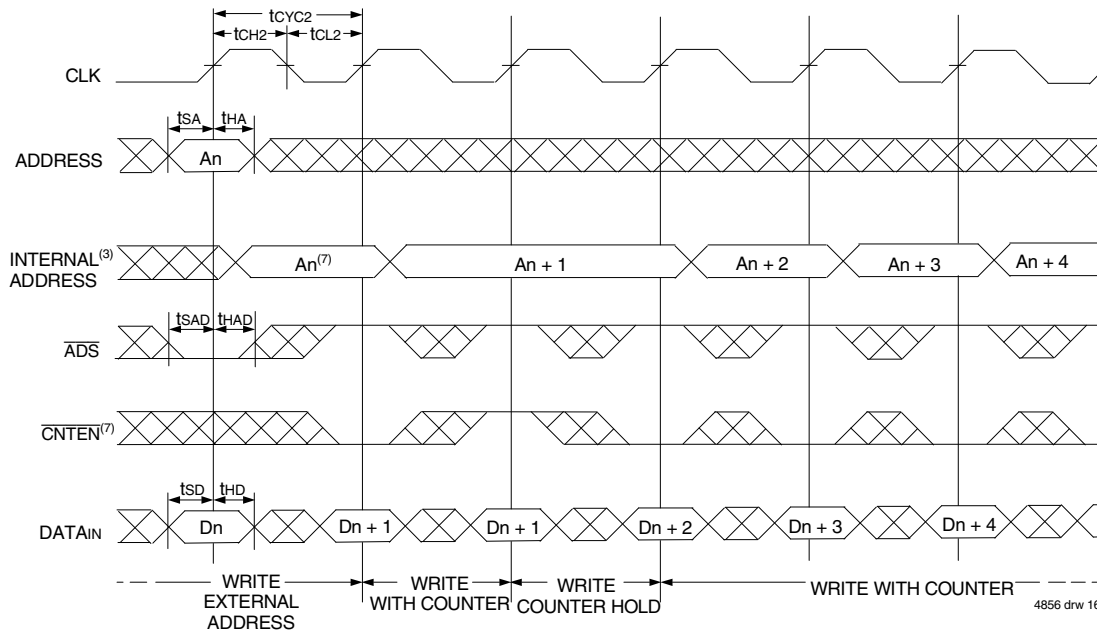 tCYC2
tCH2 tCL2
CLK
tSA tHA
ADDRESS An
INTERNAL(3)
ADDRESS
An(7) An + 1 An + 2 An + 3 An + 4
tSAD tHAD
ADS
CNTEN(7)
tSD tHD
DATAIN Dn Dn + 1 Dn + 1 Dn + 2 Dn + 3 Dn + 4
WRITE
EXTERNAL
ADDRESS
WRITE
WITH COUNTER
WRITE
COUNTER HOLD
WRITE WITH COUNTER
4856 drw 16